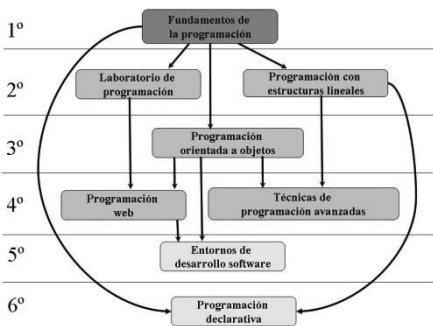 1º
Fundamentos de
la programación
2º
Laboratorio de
programación
Programación con
estructuras lineales
3º
Programación
orientada a objetos
4º
Programación
web
Técnicas de
programación avanzadas
5º
Entornos de
desarrollo software
6º
Programación
declarativa